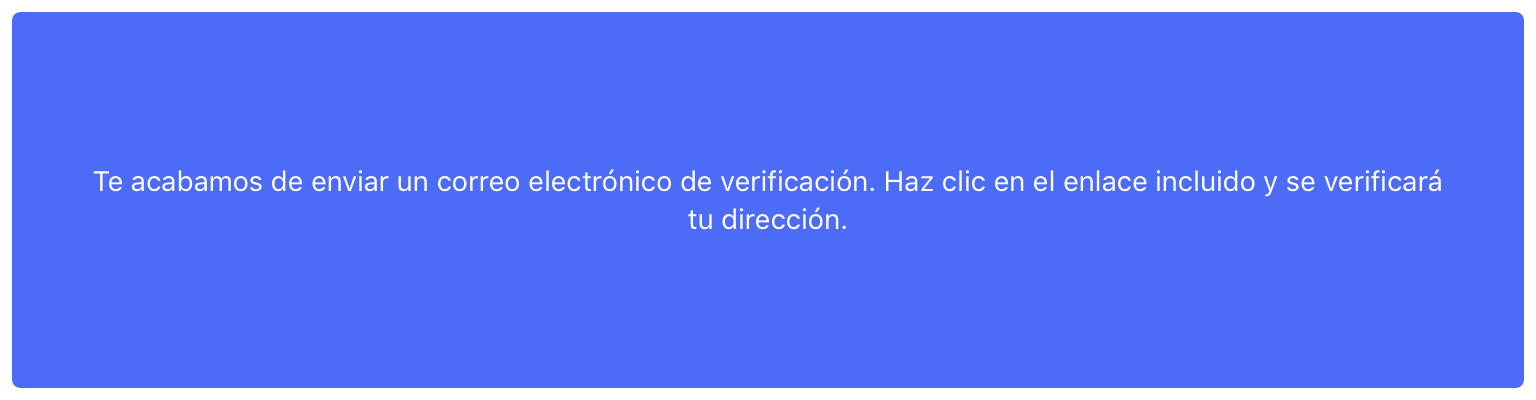 Te acabamos de enviar un correo electrónico de verificación. Haz clic en el enlace incluido y se verificará
tu dirección.